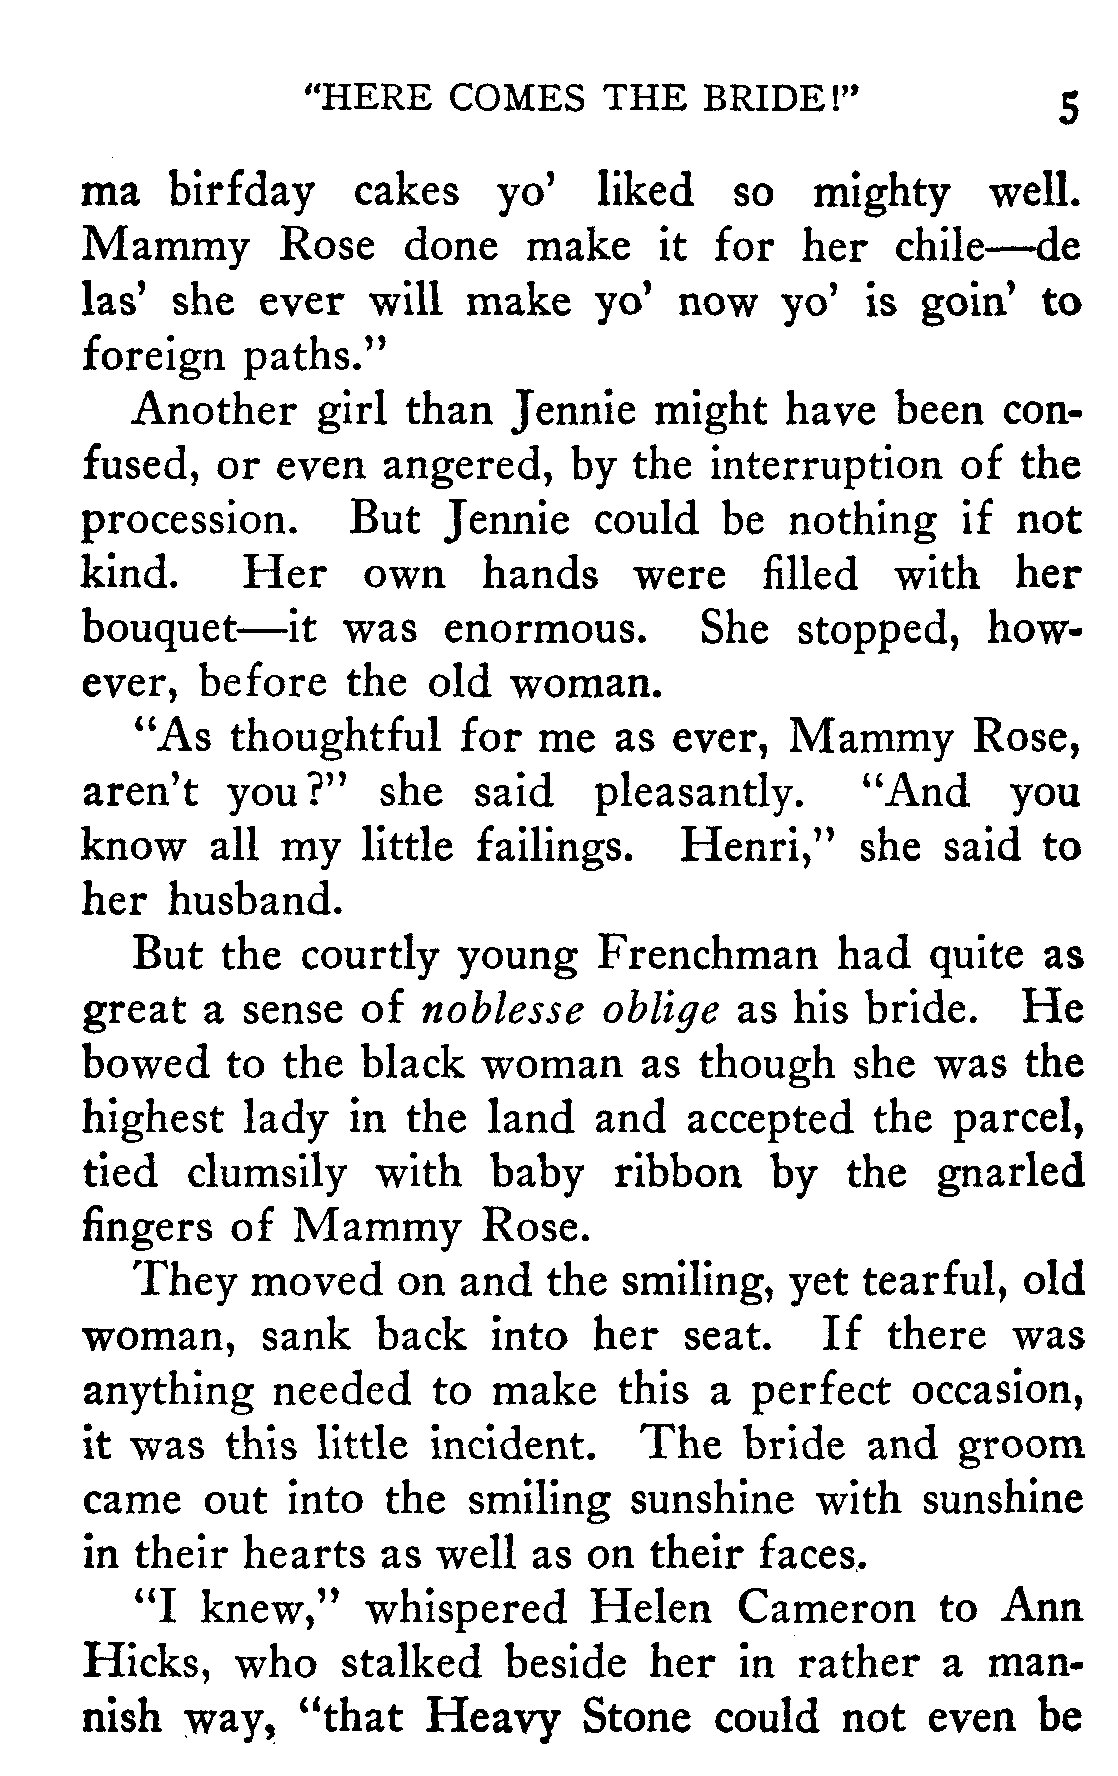 "HERE COMES THE BRIDE!" 5
ma birfday cakes yo' liked so mighty well.
Mammy Rose done make it for her chile—de
las' she ever will make yo' now yo' is goin' to
foreign paths."
Another girl than Jennie might have been con-
fused, or even angered, by the interruption of the
procession. But Jennie could be nothing if not
kind. Her own hands were filled with her
bouquet—it was enormous. She stopped, how-
ever, before the old woman.
"As thoughtful for me as ever, Mammy Rose,
aren't you?" she said pleasantly. "And you
know all my little failings. Henri," she said to
her husband.
But the courtly young Frenchman had quite as
great a sense of noblesse oblige as his bride. He
bowed to the black woman as though she was the
highest lady in the land and accepted the parcel,
tied clumsily with baby ribbon by the gnarled
fingers of Mammy Rose.
They moved on and the smiling, yet tearful, old
woman, sank back into her seat. If there was
anything needed to make this a perfect occasion,
it was this little incident. The bride and groom
came out into the smiling sunshine with sunshine
in their hearts as well as on their faces.
"I knew," whispered Helen Cameron to Ann
Hicks, who stalked beside her in rather a man-
nish way, "that Heavy Stone could not even be